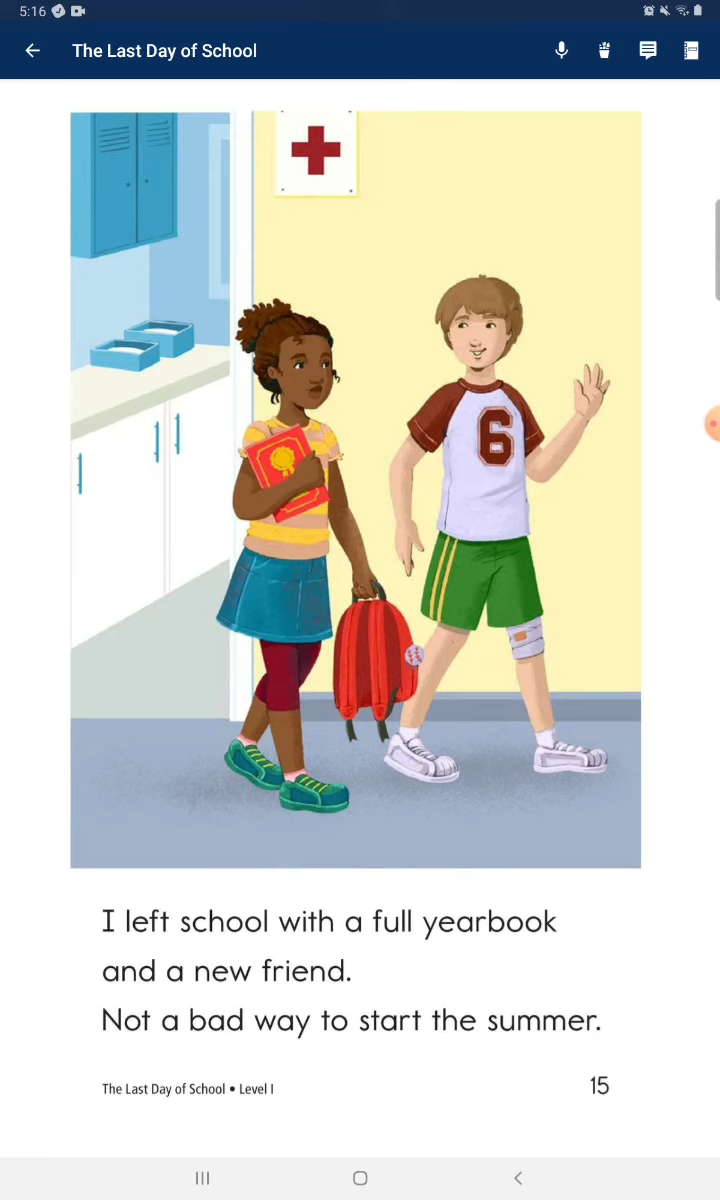 5:16
The Last Day of School
6
I left school with a full yearbook
and a new friend.
Not a bad way to start the summer.
The Last Day of School • Level I
15